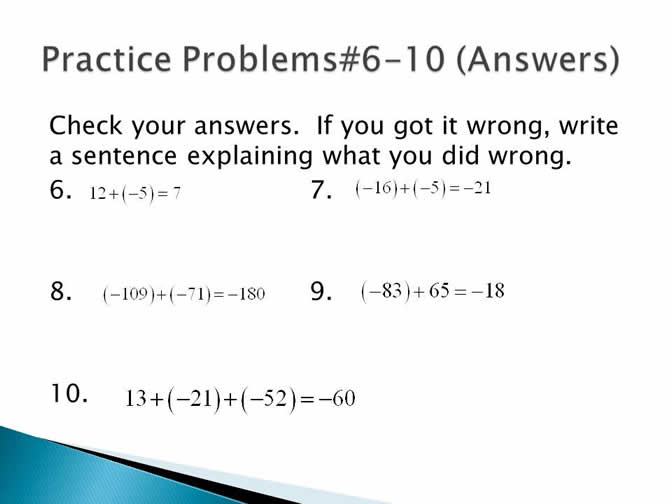 Practice Problems#6-10 (Answers)
Check your answers.  If you got it wrong, write
a sentence explaining what you did wrong.
6. 12+(−5)=7 7. (−16)+(−5)=−21
8. (−109)+(−71)=−180 9. (−83)+65=−18
10. 13+(−21)+(−52)=−60